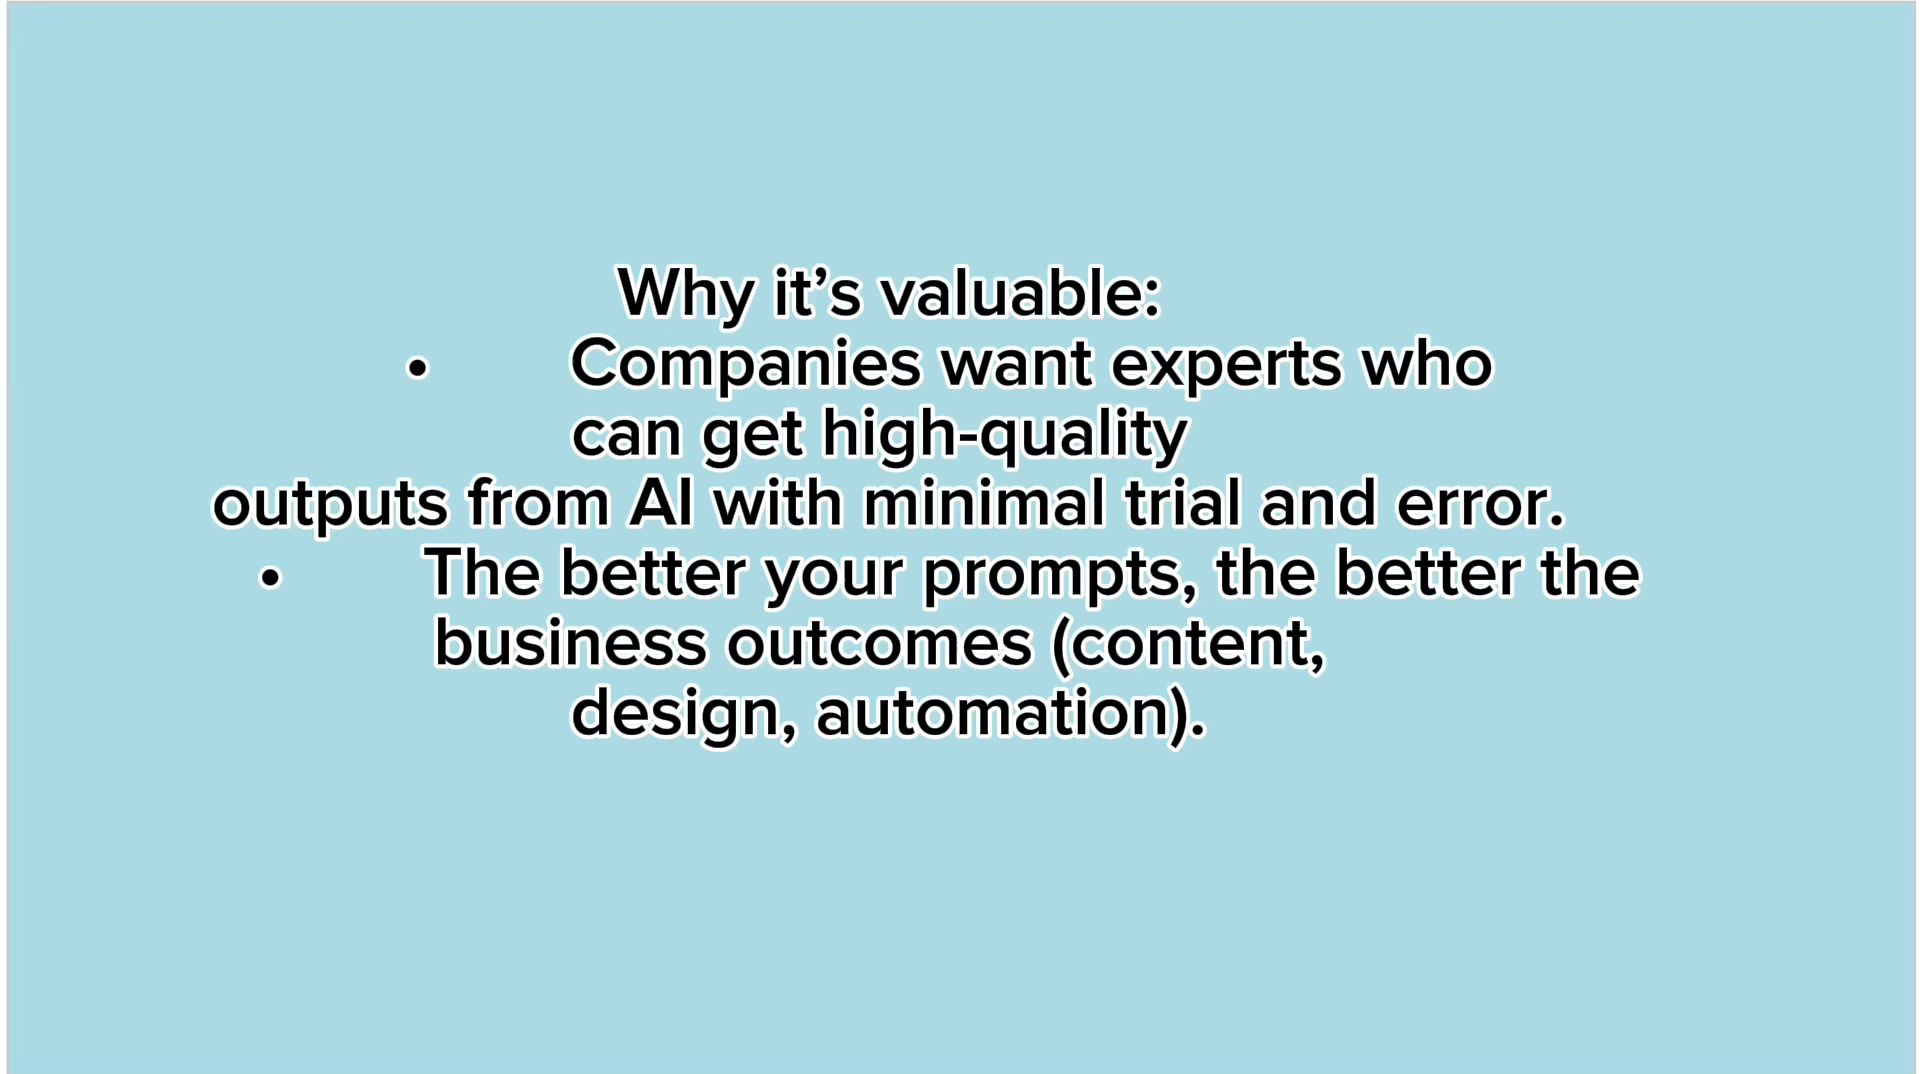 Why it’s valuable:
• Companies want experts who
can get high-quality
outputs from AI with minimal trial and error.
• The better your prompts, the better the
business outcomes (content,
design, automation).